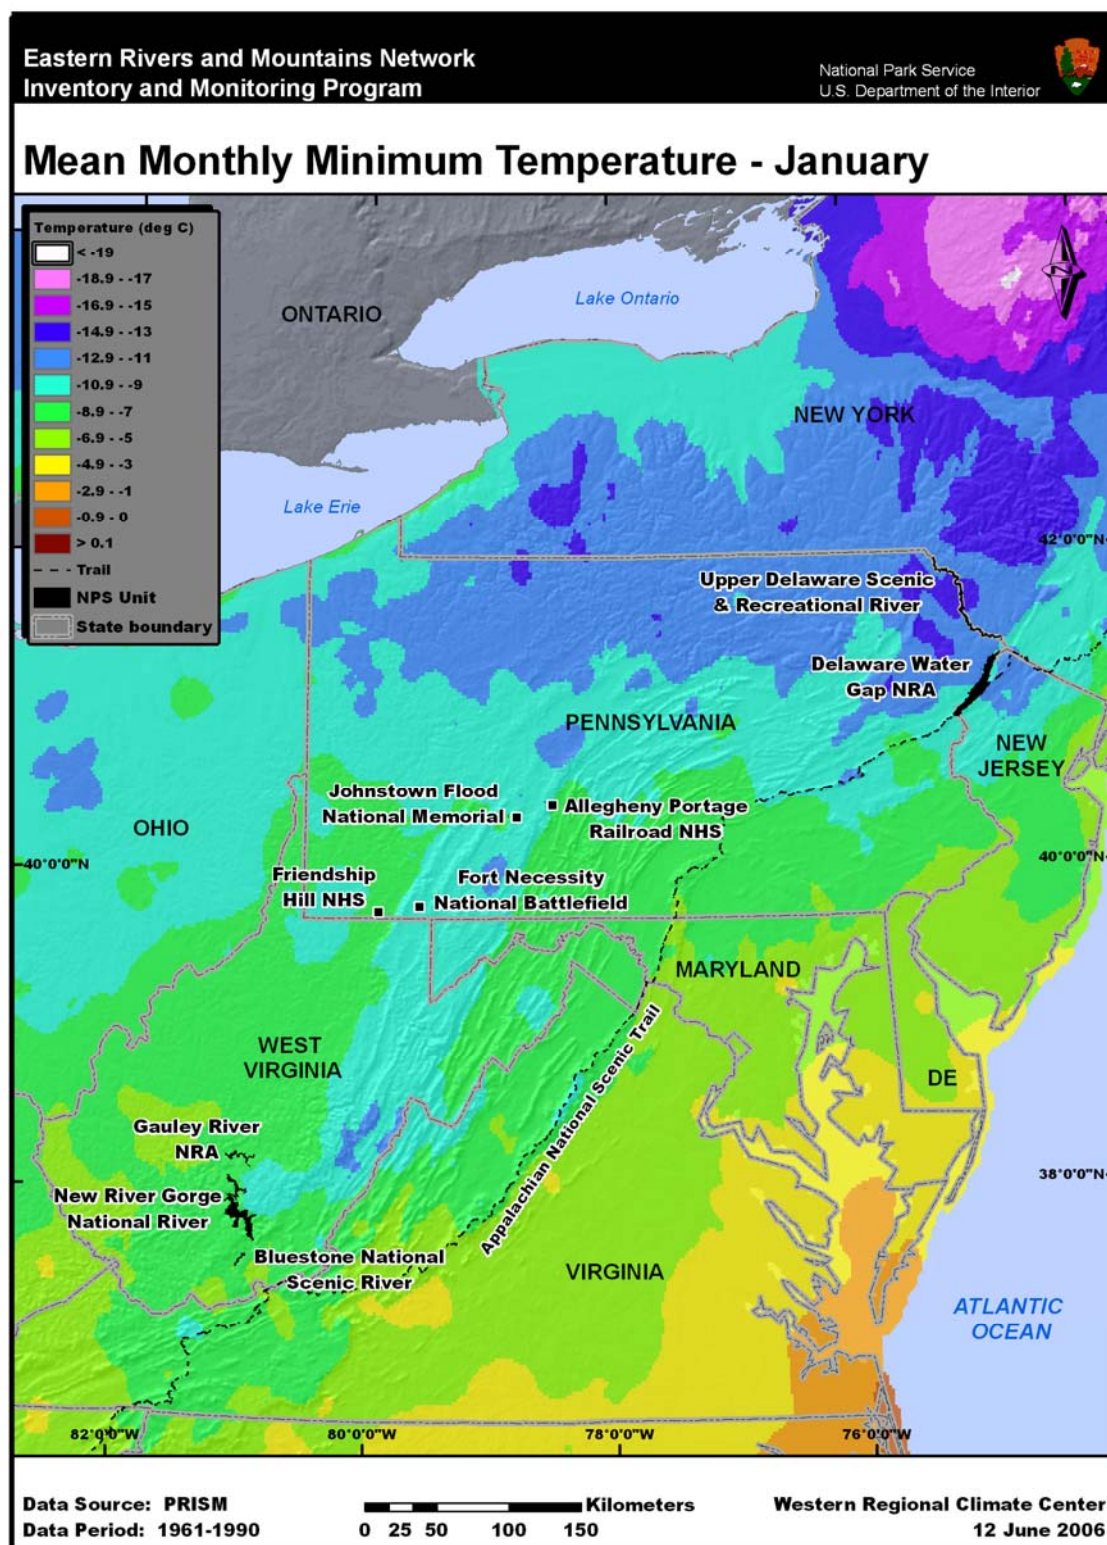 Eastern Rivers and Mountains Network
Inventory and Monitoring Program
National Park Service
U.S. Department of the Interior
Mean Monthly Minimum Temperature - January
Temperature (deg C)
< -19
-18.9 - -17
-16.9 - -15
-14.9 - -13
-12.9 - -11
-10.9 - -9
-8.9 - -7
-6.9 - -5
-4.9 - -3
-2.9 - -1
-0.9 - 0
> 0.1
Trail
NPS Unit
State boundary
N
ONTARIO
Lake Ontario
NEW YORK
Lake Erie
42°0'0"N
Upper Delaware Scenic
& Recreational River
Delaware Water
Gap NRA
PENNSYLVANIA
NEW
JERSEY
Johnstown Flood
National Memorial
Allegheny Portage
Railroad NHS
OHIO
40°0'0"N
40°0'0"N
Friendship
Hill NHS
Fort Necessity
National Battlefield
MARYLAND
WEST
VIRGINIA
DE
Appalachian National Scenic Trail
Gauley River
NRA
38°0'0"N
New River Gorge
National River
Bluestone National
Scenic River
VIRGINIA
ATLANTIC
OCEAN
82°0'0"W
80°0'0"W
78°0'0"W
76°0'0"W
Data Source: PRISM
Data Period: 1961-1990
Kilometers
0 25 50 100 150
Western Regional Climate Center
12 June 2006